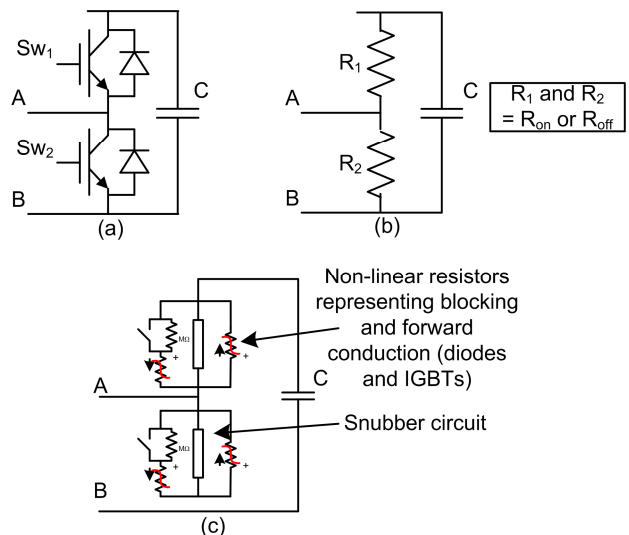 Sw1
A
Sw2
B
C
(a)
R1
A
R2
B
C
(b)
R1 and R2
= Ron or Roff
Non-linear resistors
representing blocking
and forward
conduction (diodes
and IGBTs)
Snubber circuit
MΩ
+
+
A
MΩ
+
+
B
C
(c)